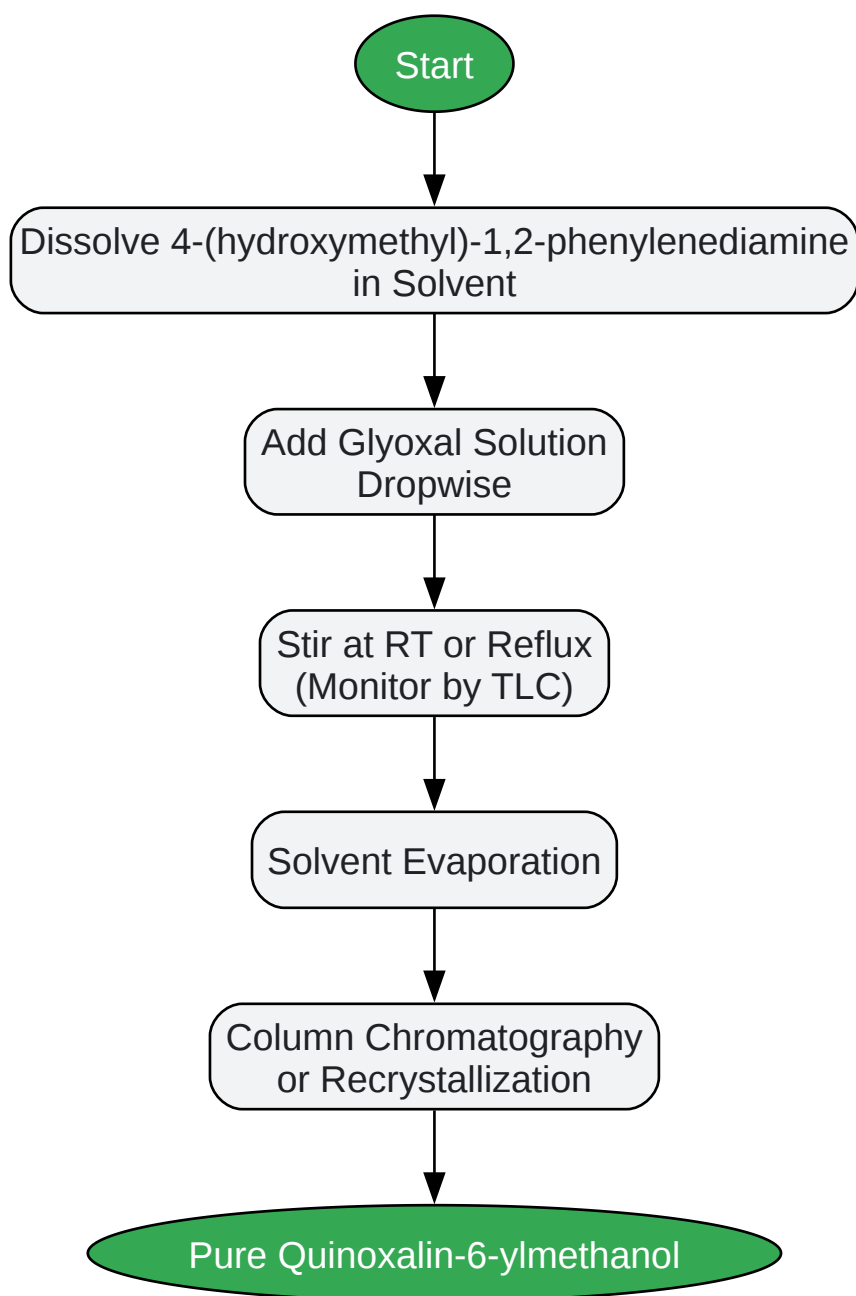 Start
Dissolve 4-(hydroxymethyl)-1,2-phenylenediamine
in Solvent
Add Glyoxal Solution
Dropwise
Stir at RT or Reflux
(Monitor by TLC)
Solvent Evaporation
Column Chromatography
or Recrystallization
Pure Quinoxalin-6-ylmethanol